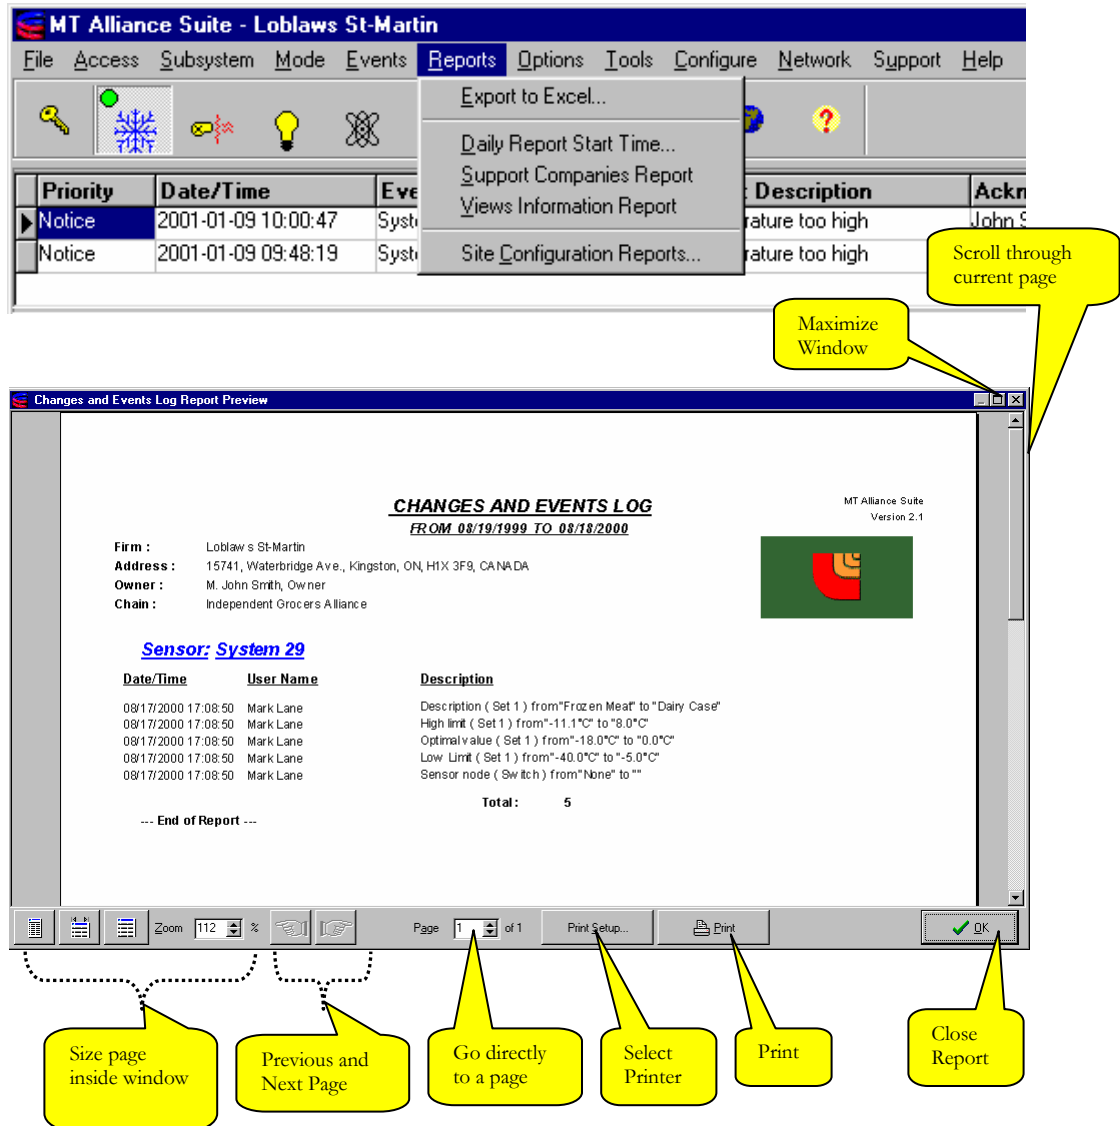 MT Alliance Suite - Loblaws St-Martin
File Access Subsystem Mode Events Reports Options Tools Configure Network Support Help
Export to Excel...
Daily Report Start Time...
Support Companies Report
Views Information Report
Site Configuration Reports...
Priority Date/Time Eve t Description Ackn
Notice 2001-01-09 10:00:47 Syst rature too high John S
Notice 2001-01-09 09:48:19 Syst rature too high
Scroll through
current page
Maximize
Window
Changes and Events Log Report Preview
CHANGES AND EVENTS LOG
FROM 08/19/1999 TO 08/18/2000
MT Alliance Suite
Version 2.1
Firm : Loblaws St-Martin
Address : 15741, Waterbridge Ave., Kingston, ON, H1X 3F9, CANADA
Owner : M. John Smith, Owner
Chain : Independent Grocers Alliance
Sensor: System 29
Date/Time User Name Description
08/17/2000 17:08:50 Mark Lane Description ( Set 1 ) from"Frozen Meat" to "Dairy Case"
08/17/2000 17:08:50 Mark Lane High limit ( Set 1 ) from"-11.1°C" to "8.0°C"
08/17/2000 17:08:50 Mark Lane Optimal value ( Set 1 ) from"-18.0°C" to "0.0°C"
08/17/2000 17:08:50 Mark Lane Low Limit ( Set 1 ) from"-40.0°C" to "-5.0°C"
08/17/2000 17:08:50 Mark Lane Sensor node ( Switch ) from"None" to ""
Total : 5
--- End of Report ---
Zoom 112 % Page 1 of 1 Print Setup... Print OK
Size page
inside window
Previous and
Next Page
Go directly
to a page
Select
Printer
Print
Close
Report